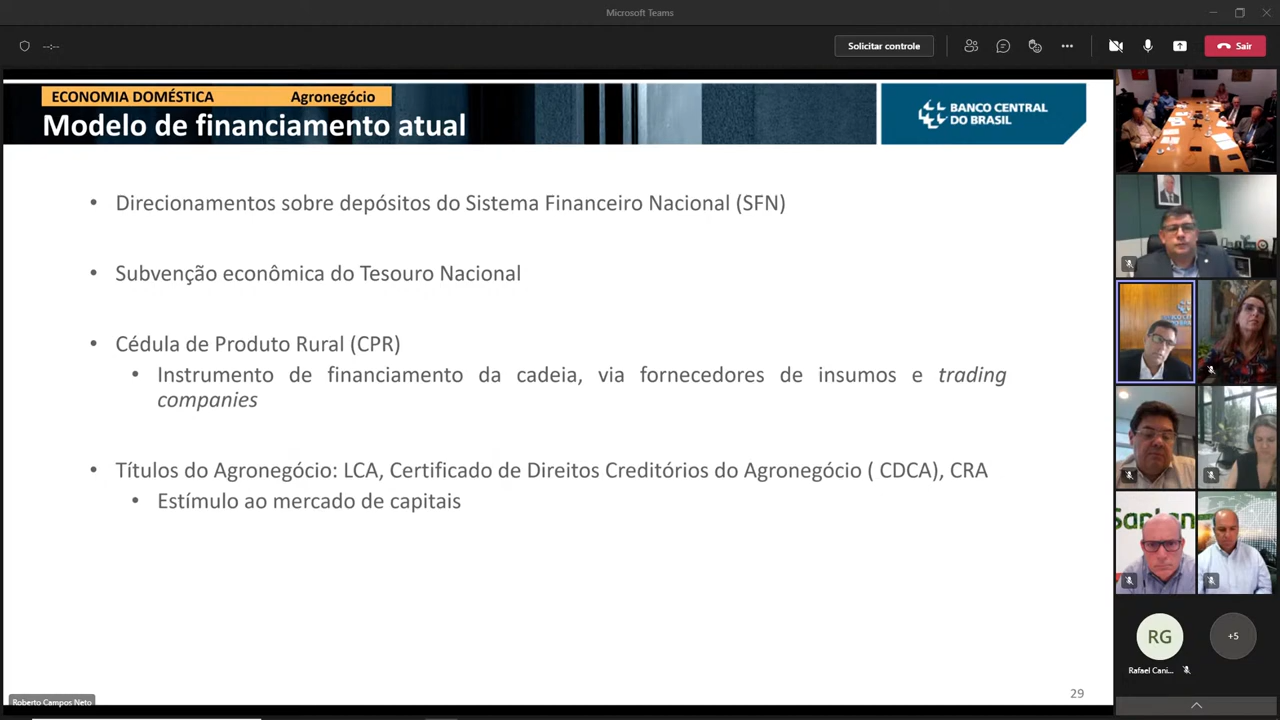 Microsoft Teams
--:--
Solicitar controle
Sair
ECONOMIA DOMÉSTICA Agronegócio
Modelo de financiamento atual
BANCO CENTRAL
DO BRASIL
• Direcionamentos sobre depósitos do Sistema Financeiro Nacional (SFN)
• Subvenção econômica do Tesouro Nacional
• Cédula de Produto Rural (CPR)
• Instrumento de financiamento da cadeia, via fornecedores de insumos e trading
companies
• Títulos do Agronegócio: LCA, Certificado de Direitos Creditórios do Agronegócio ( CDCA), CRA
• Estímulo ao mercado de capitais
29
Roberto Campos Neto
Santan
RG
+5
Rafael Cani...